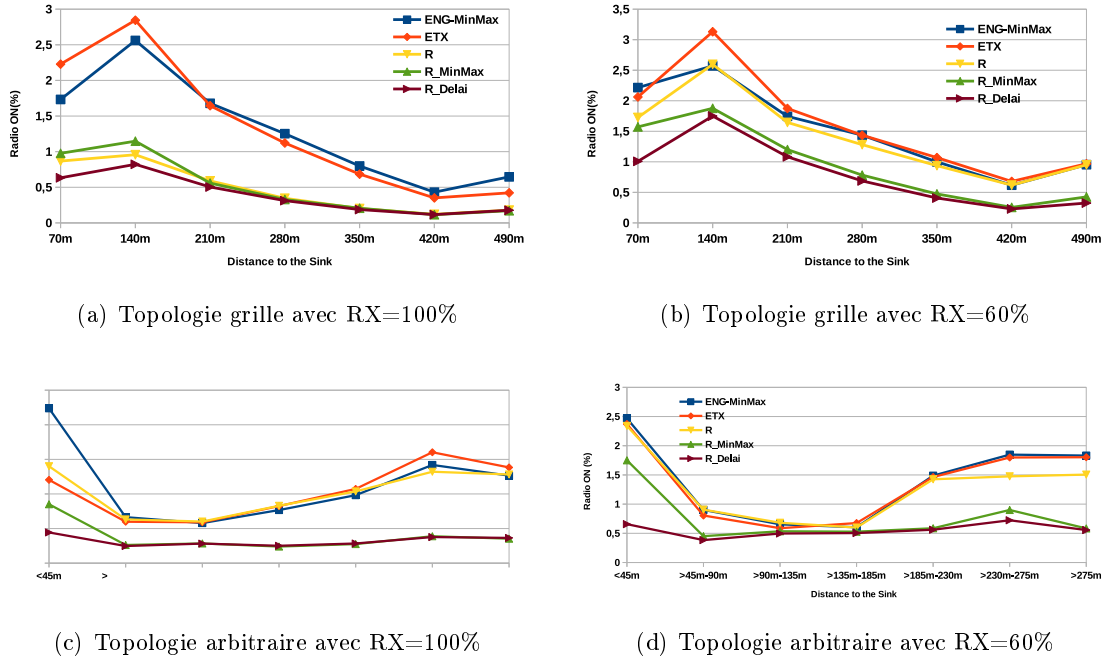 3
2,5
2
1,5
1
0,5
0
Radio ON(%)
ENG-MinMax
ETX
R
R_MinMax
R_Delai
70m 140m 210m 280m 350m 420m 490m
Distance to the Sink
(a) Topologie grille avec RX=100%
3,5
3
2,5
2
1,5
1
0,5
0
Radio ON(%)
ENG-MinMax
ETX
R
R_MinMax
R_Delai
70m 140m 210m 280m 350m 420m 490m
Distance to the Sink
(b) Topologie grille avec RX=60%
<45m >
(c) Topologie arbitraire avec RX=100%
3
2,5
2
1,5
1
0,5
0
Radio ON (%)
ENG-MinMax
ETX
R
R_MinMax
R_Delai
<45m >45m-90m >90m-135m >135m-185m >185m-230m >230m-275m >275m
Distance to the Sink
(d) Topologie arbitraire avec RX=60%